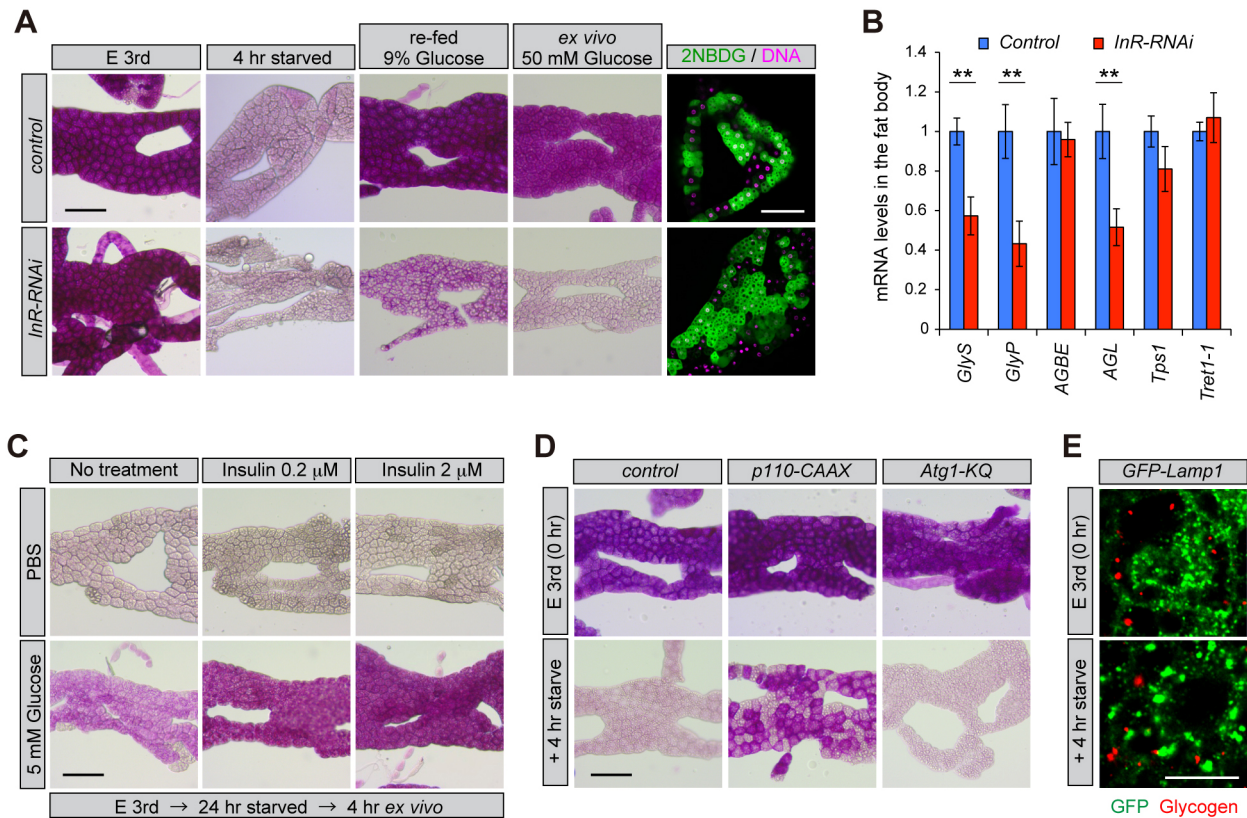 A
E 3rd
4 hr starved
re-fed
9% Glucose
ex vivo
50 mM Glucose
2NBDG / DNA
control
InR-RNAi
B
Control
InR-RNAi
mRNA levels in the fat body
1.4
1.2
1
0.8
0.6
0.4
0.2
0
**
**
**
GlyS
GlyP
AGBE
AGL
Tps1
Tret1-1
C
No treatment
Insulin 0.2 μM
Insulin 2 μM
PBS
5 mM Glucose
E 3rd → 24 hr starved → 4 hr ex vivo
D
control
p110-CAAX
Atg1-KQ
E 3rd (0 hr)
+ 4 hr starve
E
GFP-Lamp1
E 3rd (0 hr)
+ 4 hr starve
GFP Glycogen